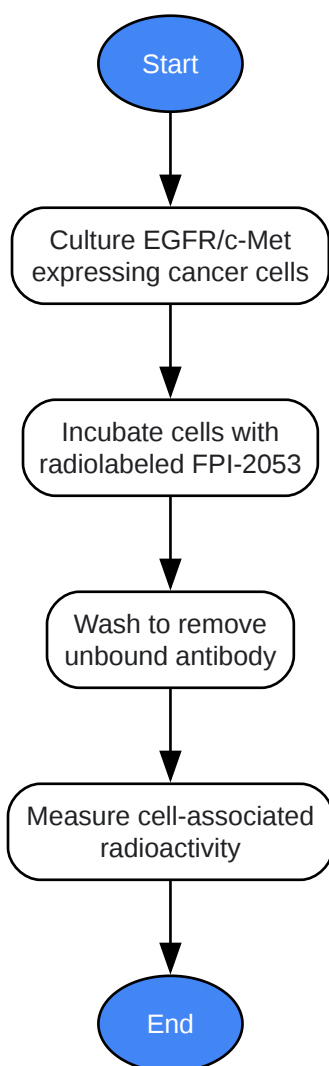 Start
Culture EGFR/c-Met
expressing cancer cells
Incubate cells with
radiolabeled FPI-2053
Wash to remove
unbound antibody
Measure cell-associated
radioactivity
End